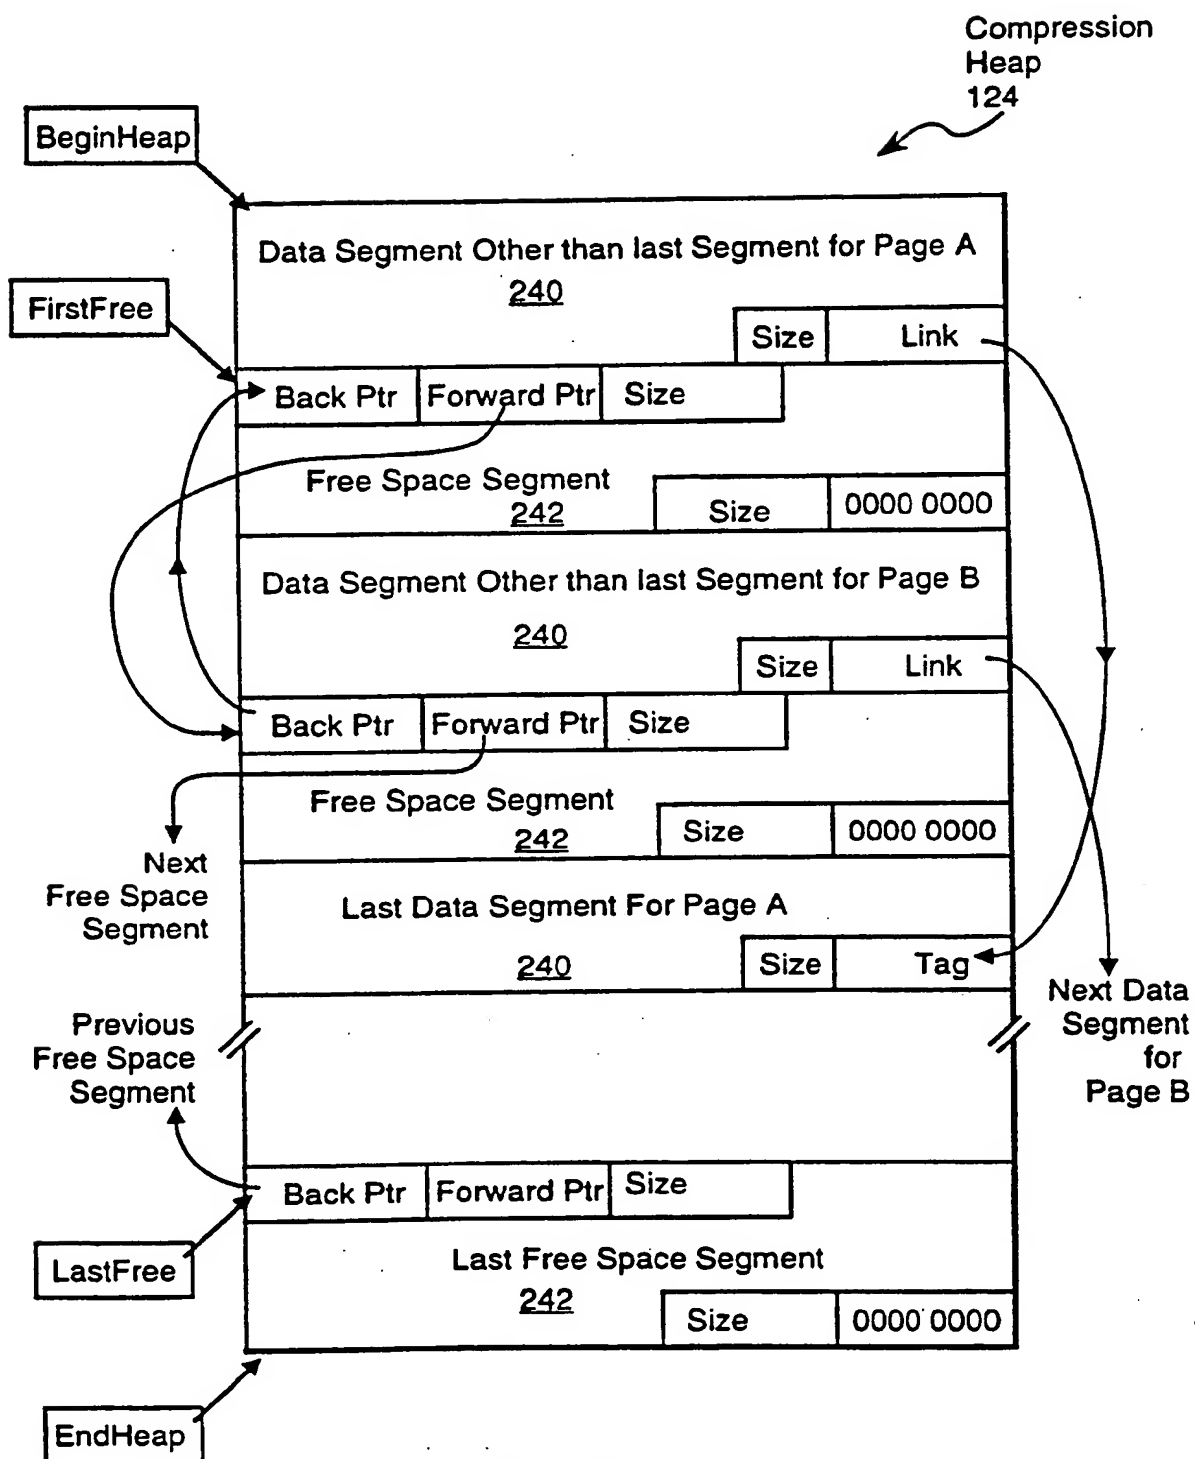 Compression
Heap
124
BeginHeap
Data Segment Other than last Segment for Page A
240
FirstFree
Size Link
Back Ptr Forward Ptr Size
Free Space Segment
242
Size 0000 0000
Data Segment Other than last Segment for Page B
240
Size Link
Back Ptr Forward Ptr Size
Free Space Segment
242
Size 0000 0000
Next
Free Space
Segment
Last Data Segment For Page A
240
Size Tag
Next Data
Segment
for
Page B
Previous
Free Space
Segment
Back Ptr Forward Ptr Size
LastFree
Last Free Space Segment
242
Size 0000 0000
EndHeap